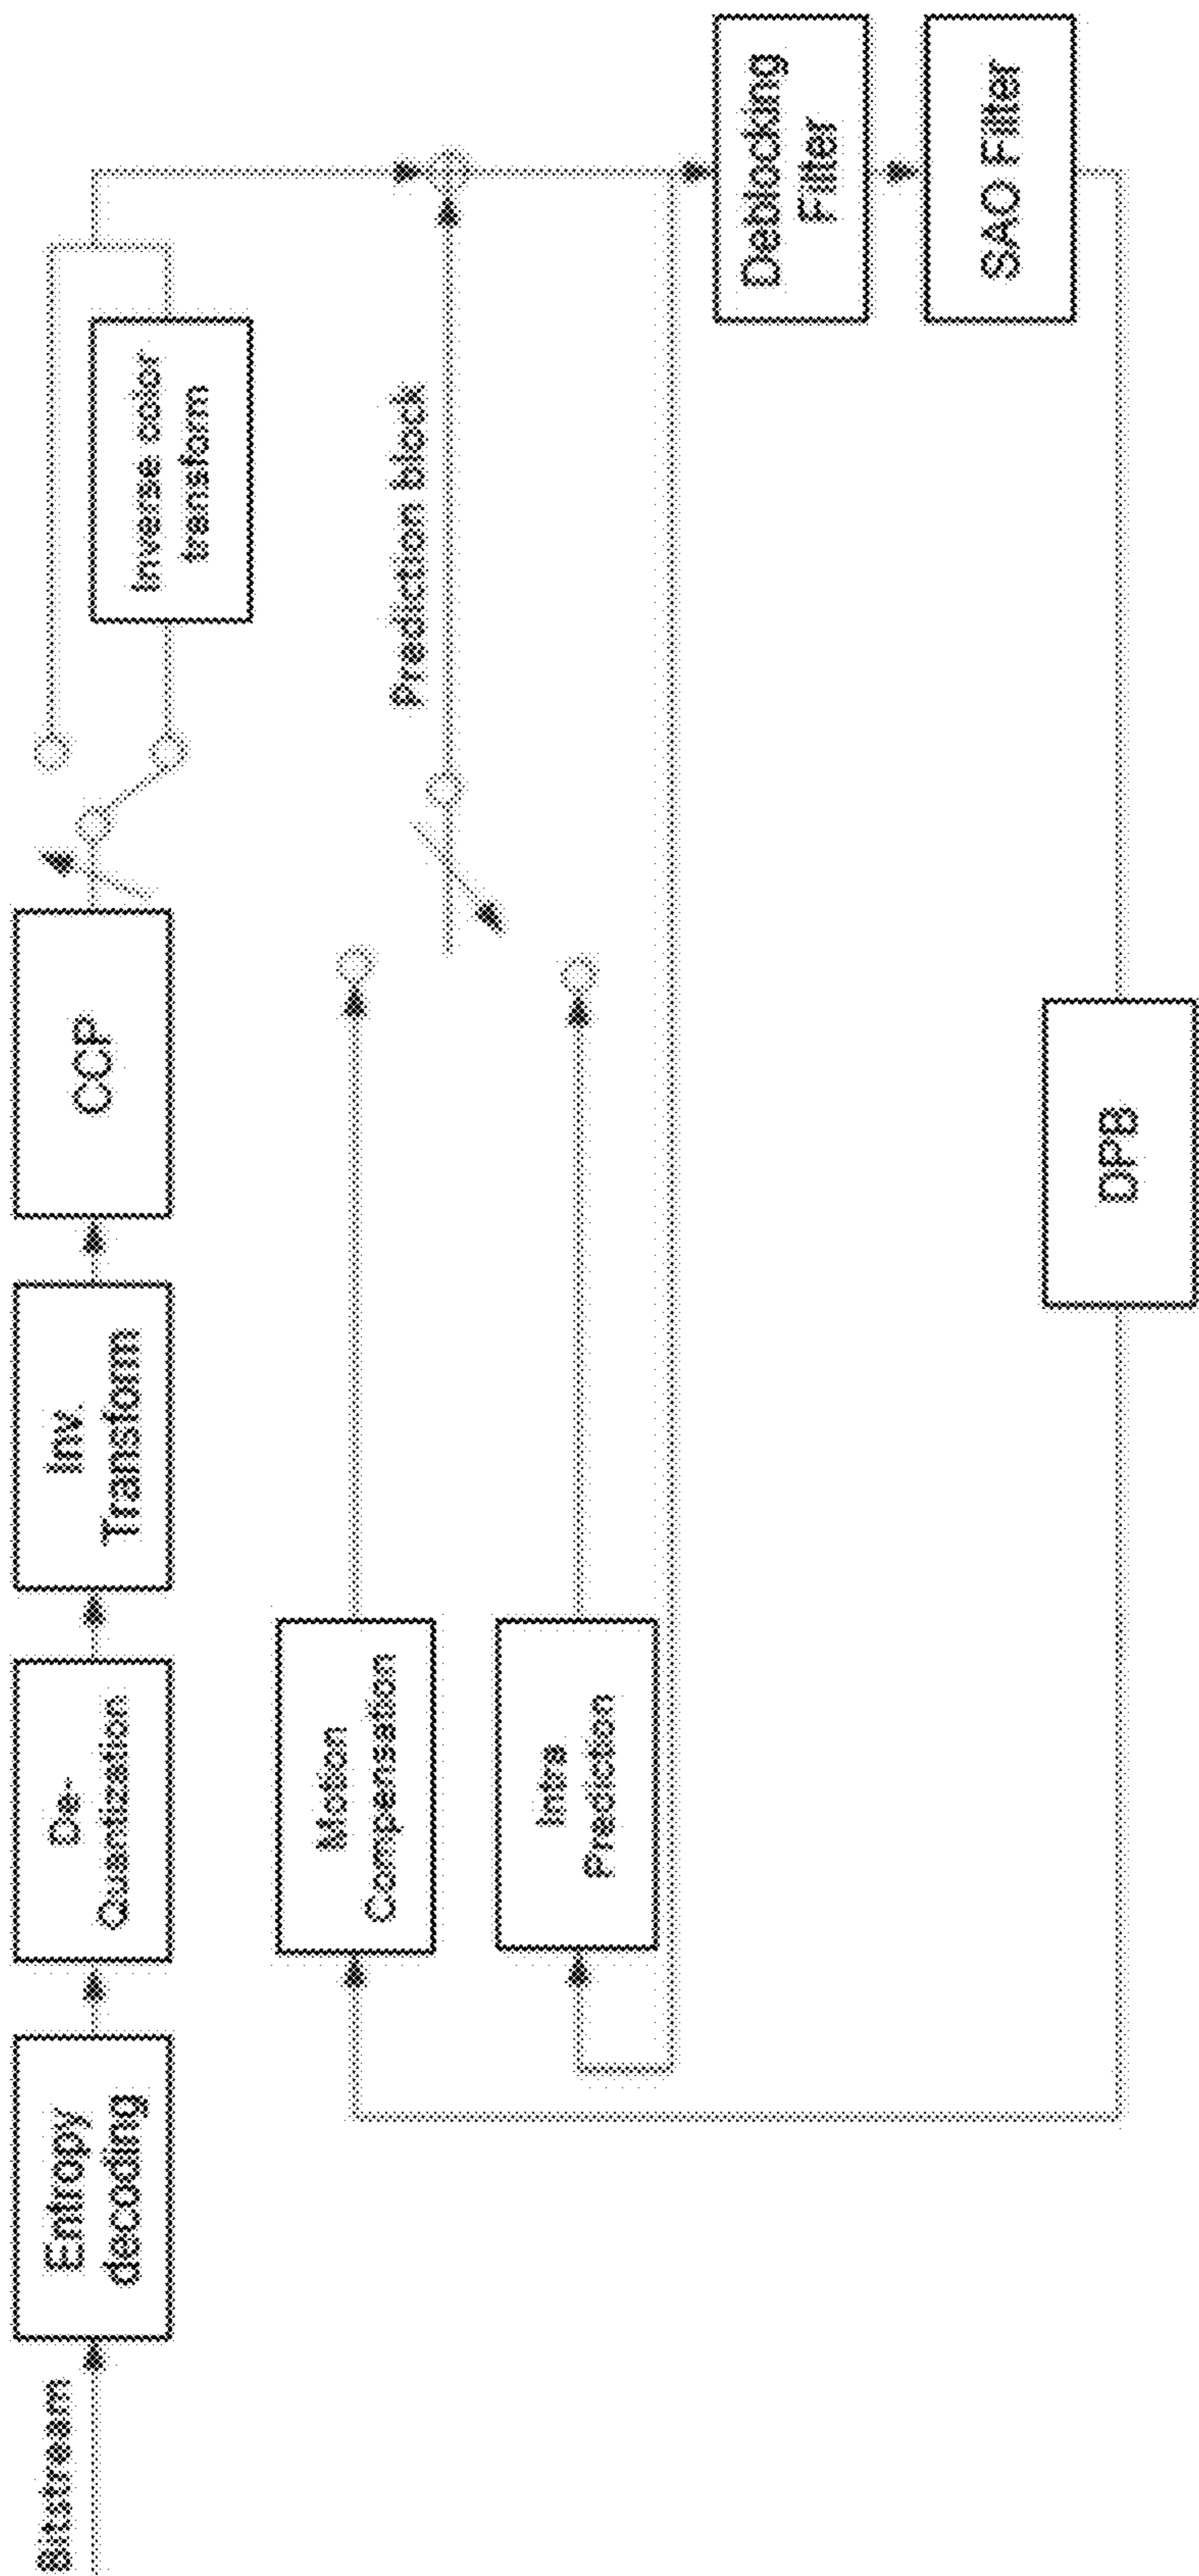 Bitstream
Entropy
decoding
De-
Quantization
Inv.
Transform
CCP
Inverse color
transform
Motion
Compensation
Prediction block
Intra
Prediction
Deblocking
Filter
SAO Filter
DPB